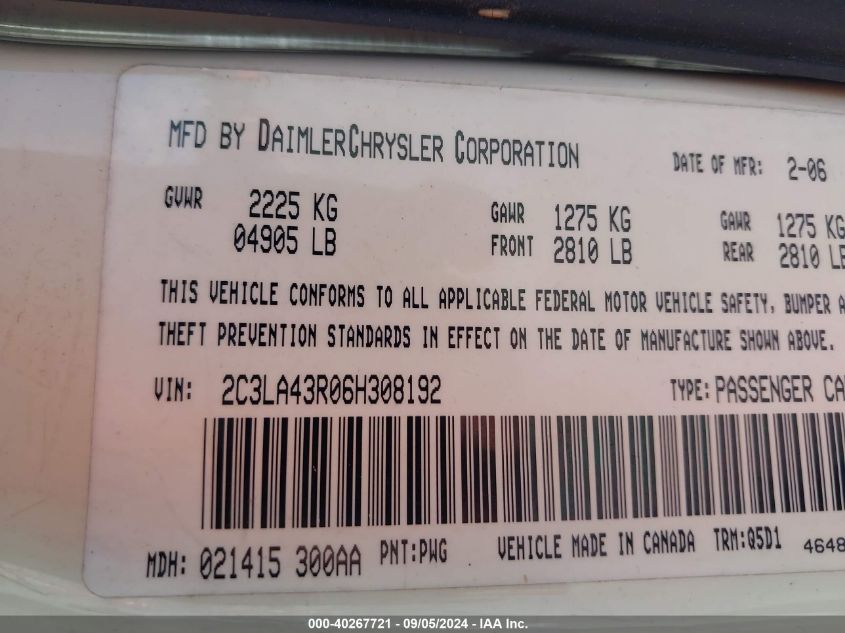 MFD BY DAIMLERCHRYSLER CORPORATION DATE OF MFR: 2-06
GVWR 2225 KG GAWR 1275 KG GAWR 1275 KG
04905 LB FRONT 2810 LB REAR 2810 LB
THIS VEHICLE CONFORMS TO ALL APPLICABLE FEDERAL MOTOR VEHICLE SAFETY, BUMPER A
THEFT PREVENTION STANDARDS IN EFFECT ON THE DATE OF MANUFACTURE SHOWN ABOVE.
VIN: 2C3LA43R06H308192 TYPE: PASSENGER CA
MDH: 021415 300AA PNT:PWG VEHICLE MADE IN CANADA TRM:Q5D1 4648
000-40267721 - 09/05/2024 - IAA Inc.